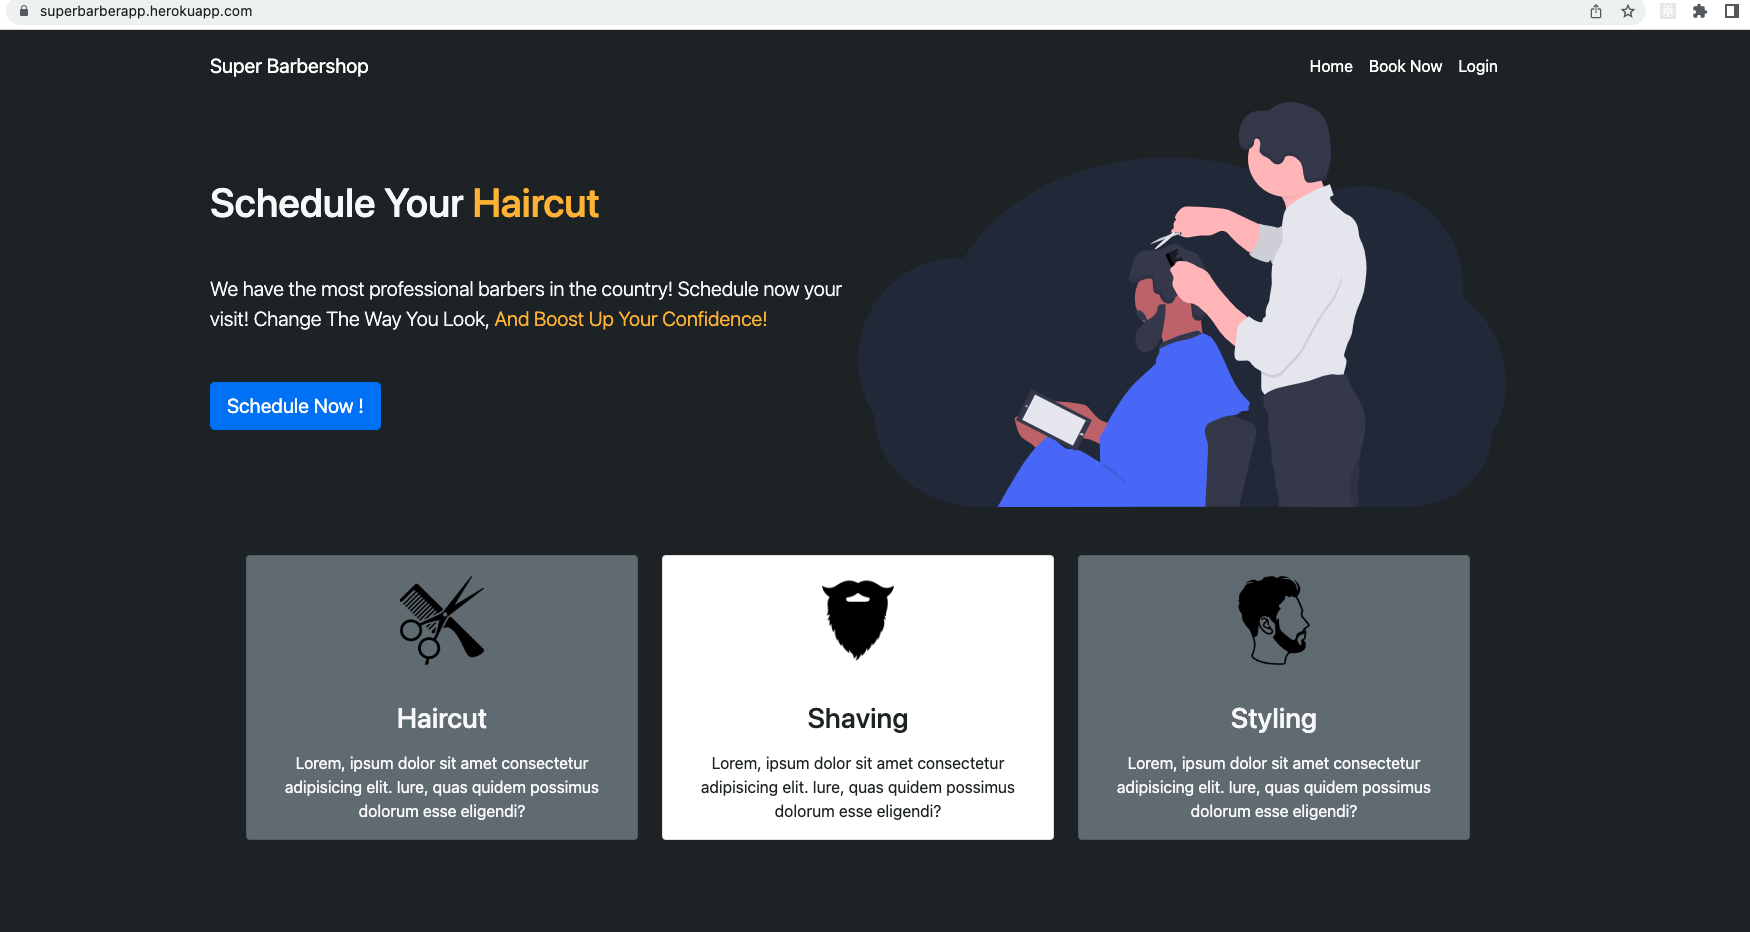 superbarberapp.herokuapp.com
Super Barbershop
Home Book Now Login
Schedule Your Haircut
We have the most professional barbers in the country! Schedule now your
visit! Change The Way You Look, And Boost Up Your Confidence!
Schedule Now !
Haircut
Lorem, ipsum dolor sit amet consectetur
adipisicing elit. Iure, quas quidem possimus
dolorum esse eligendi?
Shaving
Lorem, ipsum dolor sit amet consectetur
adipisicing elit. Iure, quas quidem possimus
dolorum esse eligendi?
Styling
Lorem, ipsum dolor sit amet consectetur
adipisicing elit. Iure, quas quidem possimus
dolorum esse eligendi?